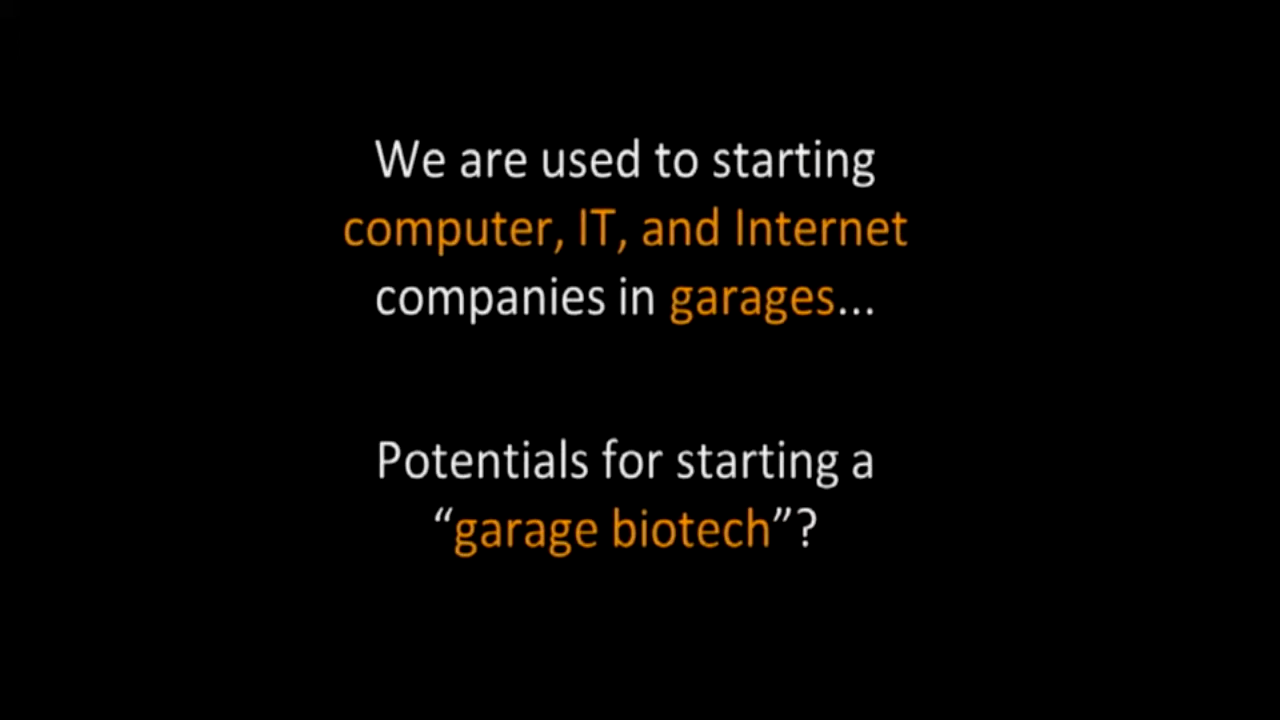 We are used to starting
computer, IT, and Internet
companies in garages...
Potentials for starting a
“garage biotech”?